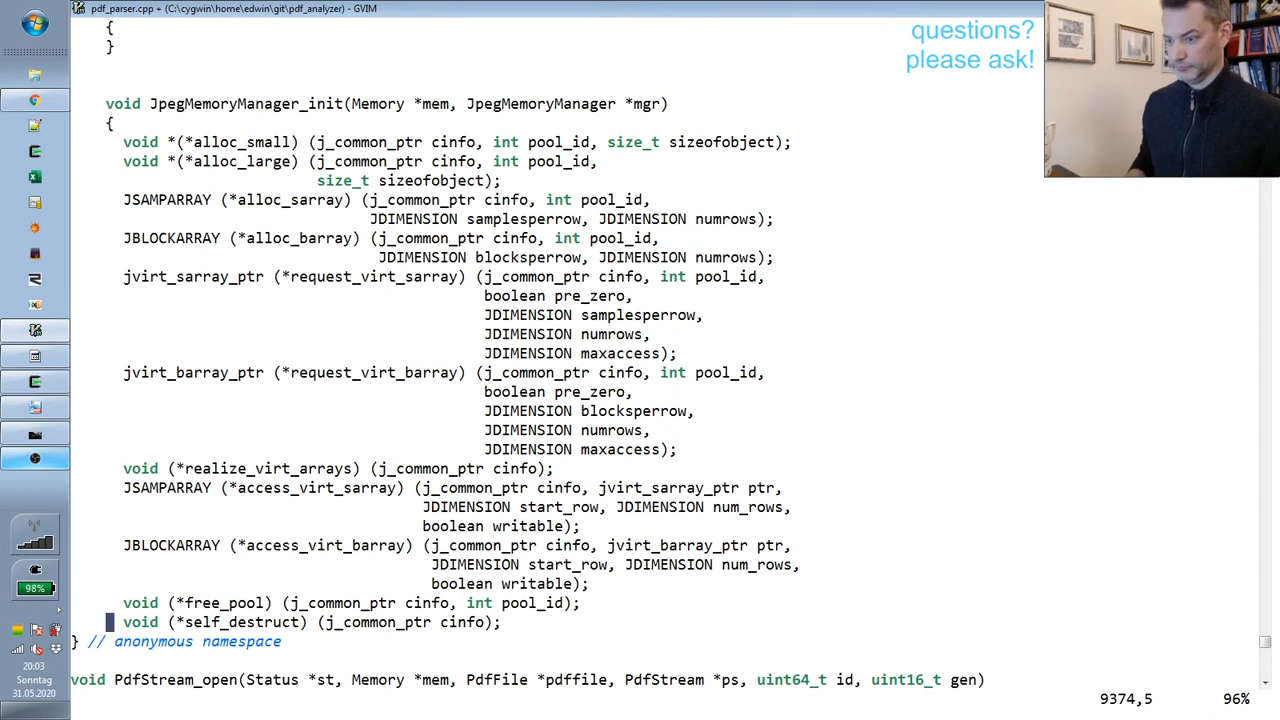 pdf_parser.cpp + (C:\cygwin\home\edwin\git\pdf_analyzer) - GVIM
{
}
questions?
please ask!
void JpegMemoryManager_init(Memory *mem, JpegMemoryManager *mgr)
{
void *(*alloc_small) (j_common_ptr cinfo, int pool_id, size_t sizeofobject);
void *(*alloc_large) (j_common_ptr cinfo, int pool_id,
size_t sizeofobject);
JSAMPARRAY (*alloc_sarray) (j_common_ptr cinfo, int pool_id,
JDIMENSION samplesperrow, JDIMENSION numrows);
JBLOCKARRAY (*alloc_barray) (j_common_ptr cinfo, int pool_id,
JDIMENSION blocksperrow, JDIMENSION numrows);
jvirt_sarray_ptr (*request_virt_sarray) (j_common_ptr cinfo, int pool_id,
boolean pre_zero,
JDIMENSION samplesperrow,
JDIMENSION numrows,
JDIMENSION maxaccess);
jvirt_barray_ptr (*request_virt_barray) (j_common_ptr cinfo, int pool_id,
boolean pre_zero,
JDIMENSION blocksperrow,
JDIMENSION numrows,
JDIMENSION maxaccess);
void (*realize_virt_arrays) (j_common_ptr cinfo);
JSAMPARRAY (*access_virt_sarray) (j_common_ptr cinfo, jvirt_sarray_ptr ptr,
JDIMENSION start_row, JDIMENSION num_rows,
boolean writable);
JBLOCKARRAY (*access_virt_barray) (j_common_ptr cinfo, jvirt_barray_ptr ptr,
JDIMENSION start_row, JDIMENSION num_rows,
boolean writable);
void (*free_pool) (j_common_ptr cinfo, int pool_id);
void (*self_destruct) (j_common_ptr cinfo);
} // anonymous namespace
void PdfStream_open(Status *st, Memory *mem, PdfFile *pdffile, PdfStream *ps, uint64_t id, uint16_t gen)
9374,5 96%
98%
20:03
Sonntag
31.05.2020